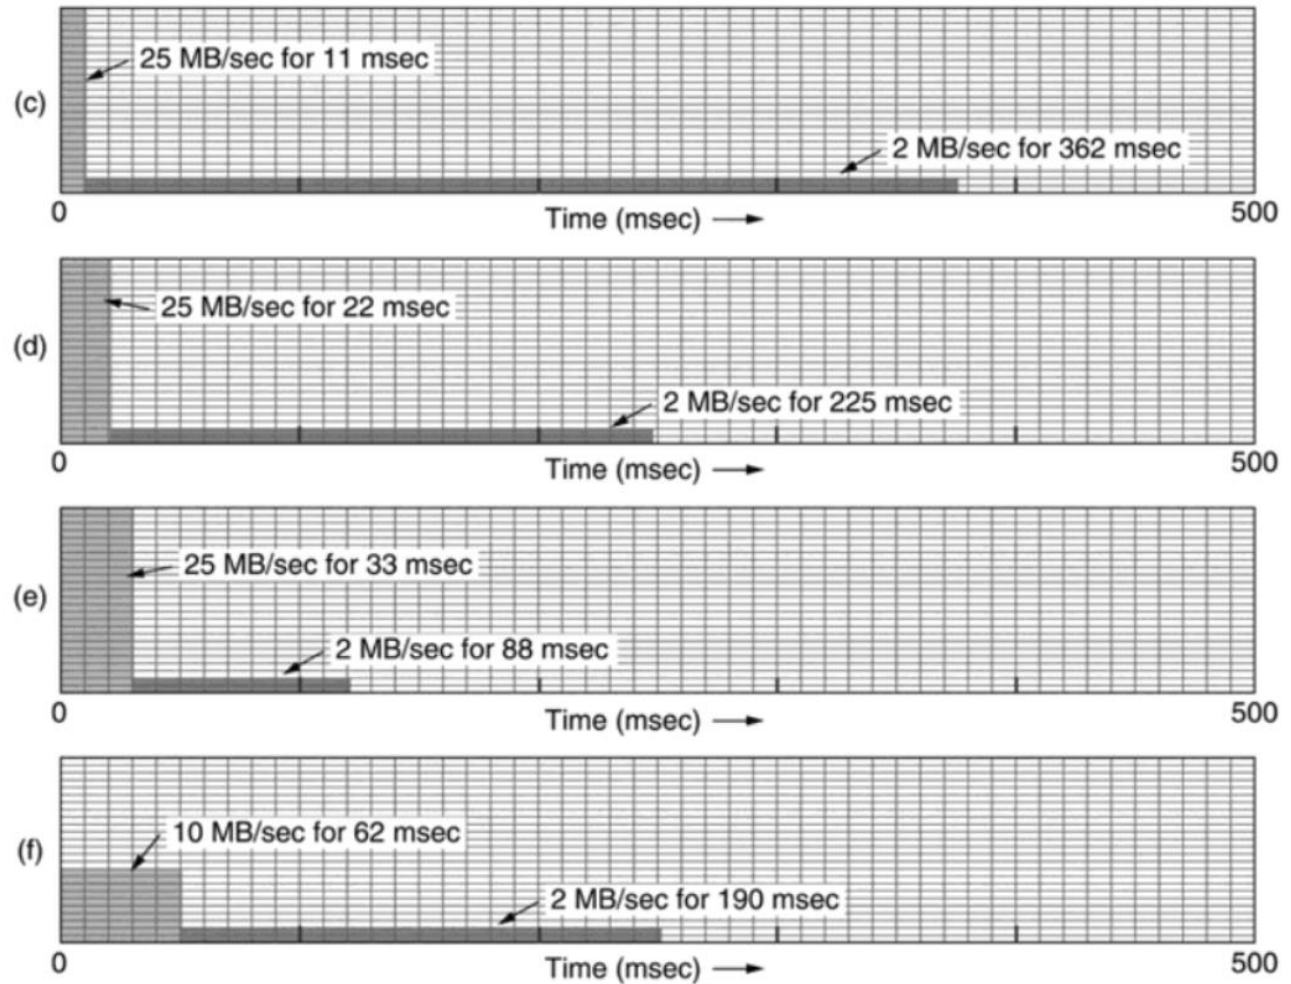 25 MB/sec for 11 msec
(c)
2 MB/sec for 362 msec
0 500
Time (msec)
25 MB/sec for 22 msec
(d)
2 MB/sec for 225 msec
0 500
Time (msec)
25 MB/sec for 33 msec
(e)
2 MB/sec for 88 msec
0 500
Time (msec)
10 MB/sec for 62 msec
(f)
2 MB/sec for 190 msec
0 500
Time (msec)